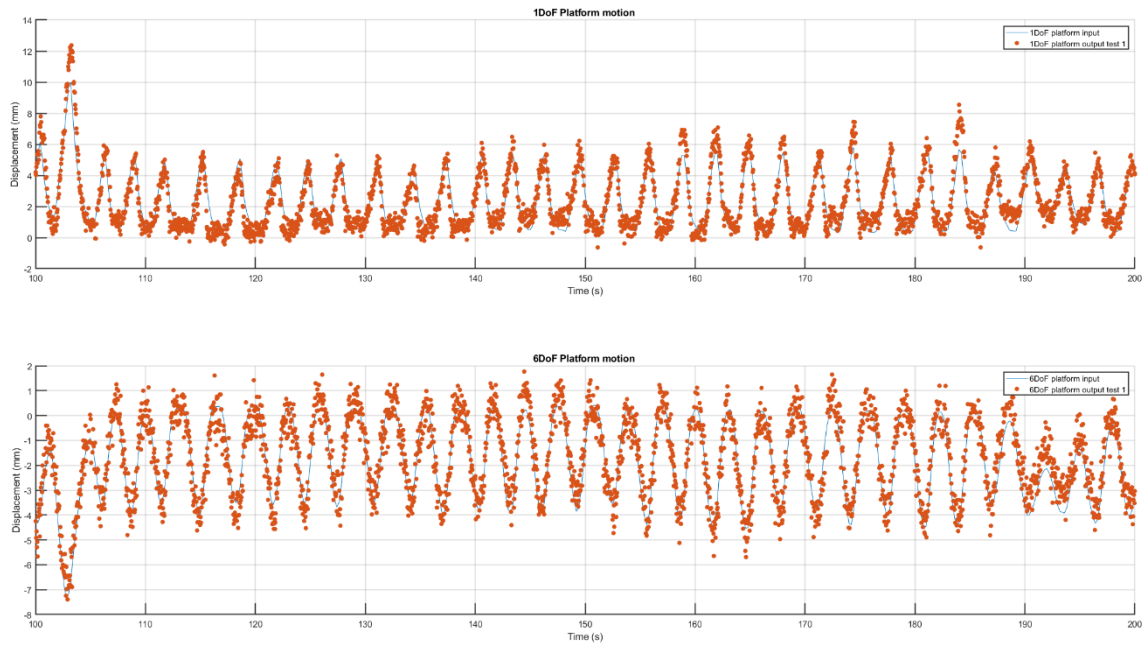 1DoF Platform motion
1DoF platform input
1DoF platform output test 1
Displacement (mm)
14
12
10
8
6
4
2
0
-2
100 110 120 130 140 150 160 170 180 190 200
Time (s)
6DoF Platform motion
6DoF platform input
6DoF platform output test 1
Displacement (mm)
2
1
0
-1
-2
-3
-4
-5
-6
-7
-8
100 110 120 130 140 150 160 170 180 190 200
Time (s)